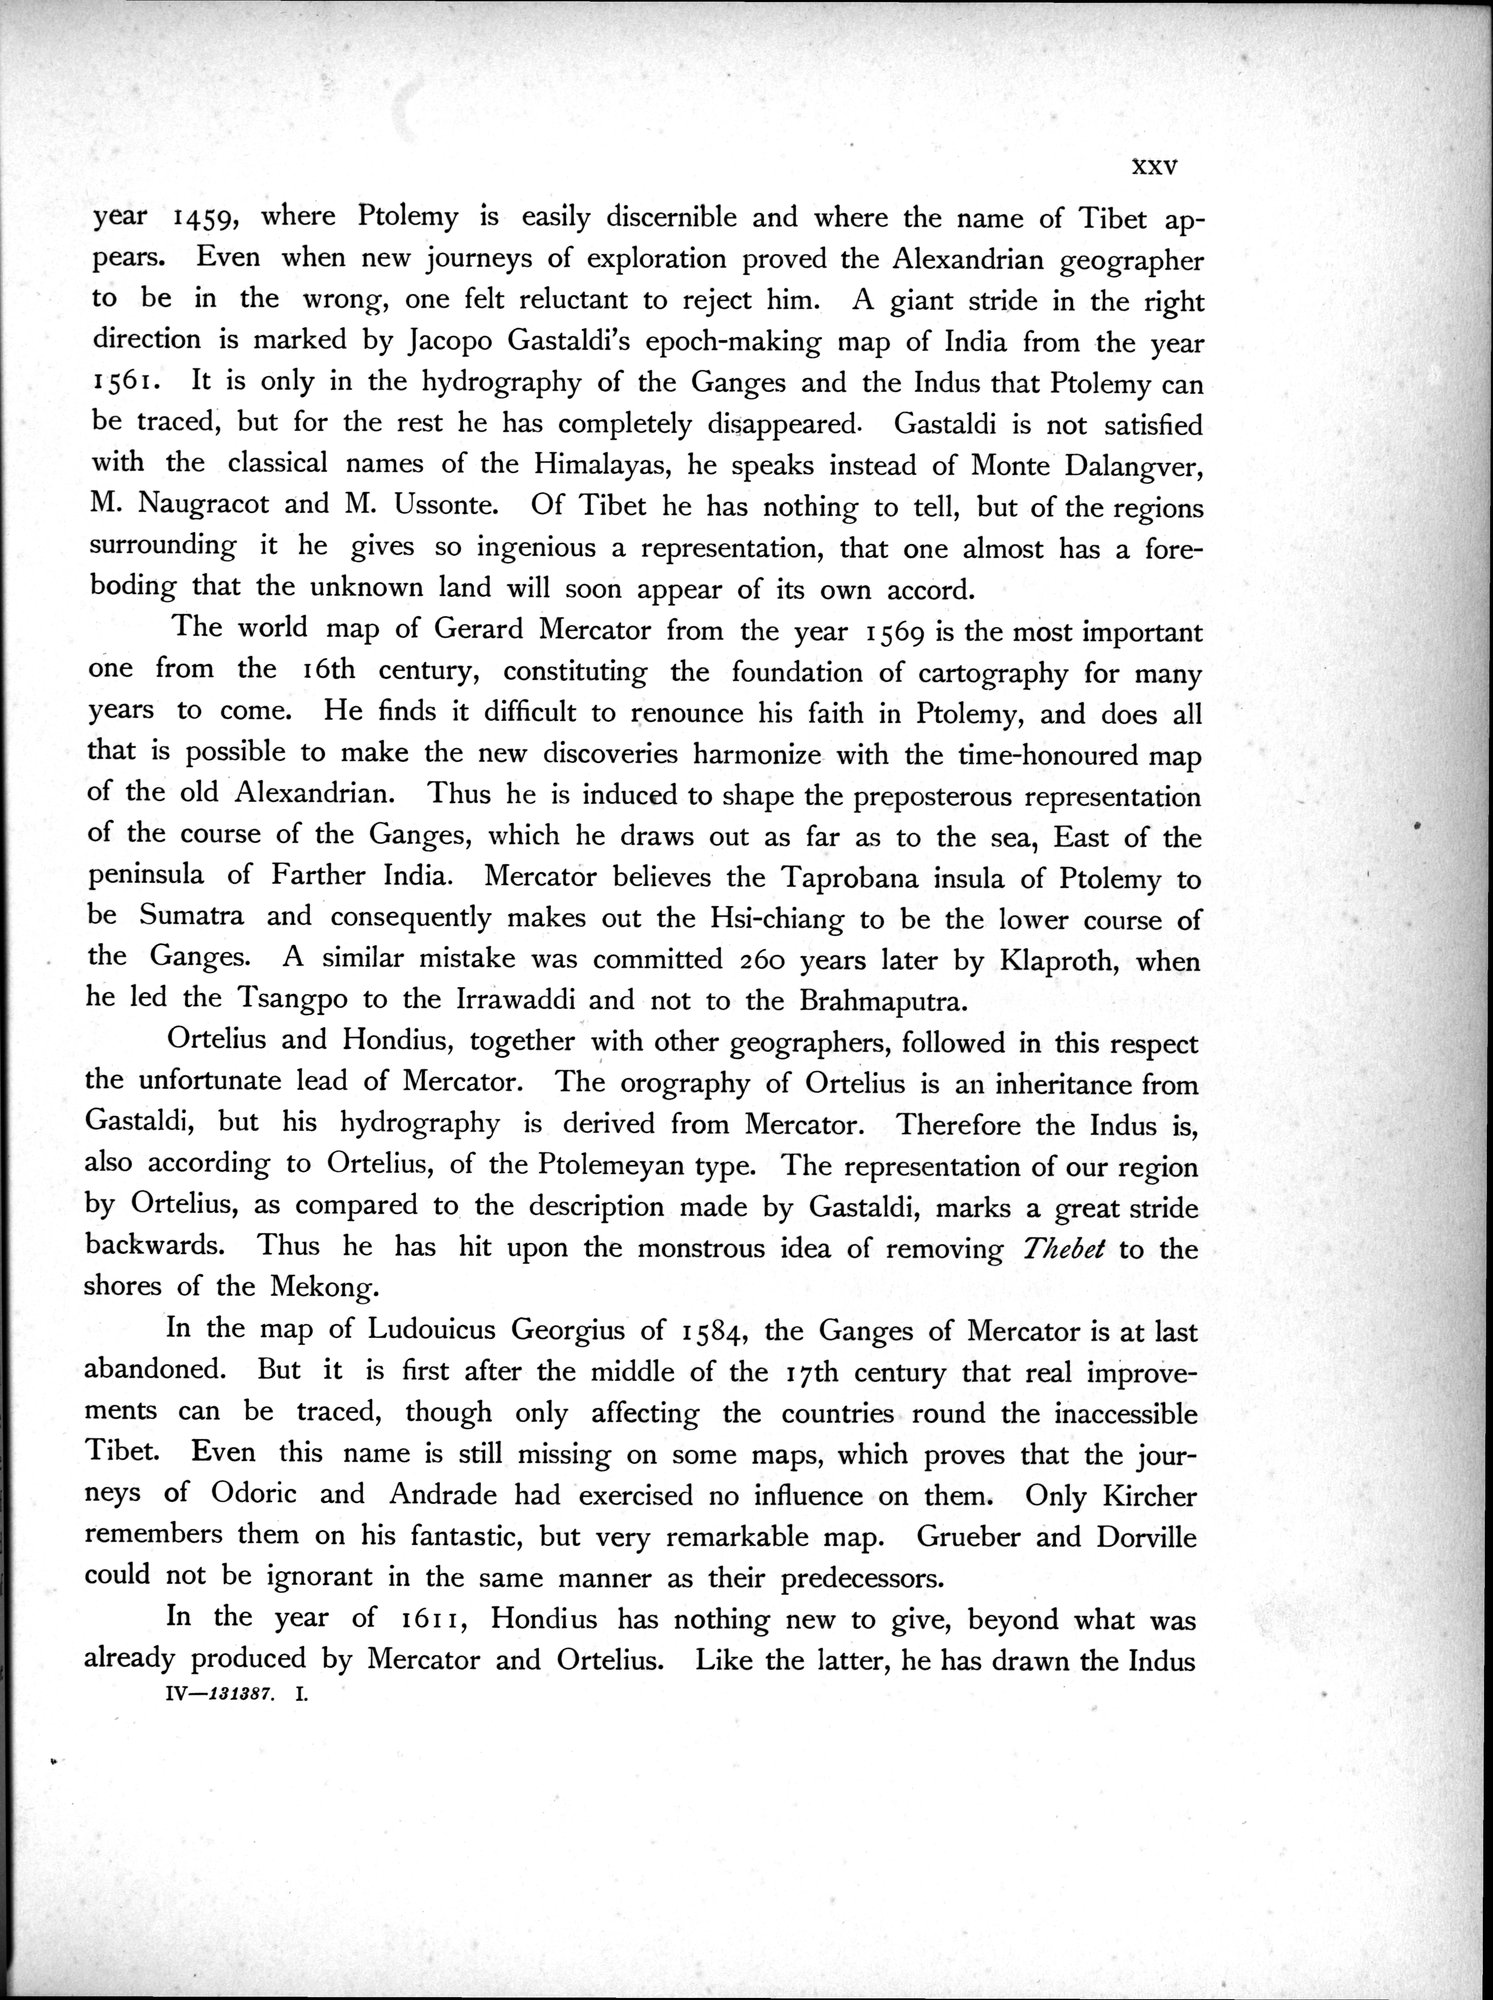 XXV
year 1459, where Ptolemy is easily discernible and where the name of Tibet ap-
pears. Even when new journeys of exploration proved the Alexandrian geographer
to be in the wrong, one felt reluctant to reject him. A giant stride in the right
direction is marked by Jacopo Gastaldi's epoch-making map of India from the year
1561. It is only in the hydrography of the Ganges and the Indus that Ptolemy can
be traced, but for the rest he has completely disappeared. Gastaldi is not satisfied
with the classical names of the Himalayas, he speaks instead of Monte Dalangver,
M. Naugracot and M. Ussonte. Of Tibet he has nothing to tell, but of the regions
surrounding it he gives so ingenious a representation, that one almost has a fore-
boding that the unknown land will soon appear of its own accord.
The world map of Gerard Mercator from the year 1569 is the most important
one from the 16th century, constituting the foundation of cartography for many
years to come. He finds it difficult to renounce his faith in Ptolemy, and does all
that is possible to make the new discoveries harmonize with the time-honoured map
of the old Alexandrian. Thus he is induced to shape the preposterous representation
of the course of the Ganges, which he draws out as far as to the sea, East of the
peninsula of Farther India. Mercator believes the Taprobana insula of Ptolemy to
be Sumatra and consequently makes out the Hsi-chiang to be the lower course of
the Ganges. A similar mistake was committed 260 years later by Klaproth, when
he led the Tsangpo to the Irrawaddi and not to the Brahmaputra.
Ortelius and Hondius, together with other geographers, followed in this respect
the unfortunate lead of Mercator. The orography of Ortelius is an inheritance from
Gastaldi, but his hydrography is derived from Mercator. Therefore the Indus is,
also according to Ortelius, of the Ptolemeyan type. The representation of our region
by Ortelius, as compared to the description made by Gastaldi, marks a great stride
backwards. Thus he has hit upon the monstrous idea of removing Thebet to the
shores of the Mekong.
In the map of Ludouicus Georgius of 1584, the Ganges of Mercator is at last
abandoned. But it is first after the middle of the 17th century that real improve-
ments can be traced, though only affecting the countries round the inaccessible
Tibet. Even this name is still missing on some maps, which proves that the jour-
neys of Odoric and Andrade had exercised no influence on them. Only Kircher
remembers them on his fantastic, but very remarkable map. Grueber and Dorville
could not be ignorant in the same manner as their predecessors.
In the year of 1611, Hondius has nothing new to give, beyond what was
already produced by Mercator and Ortelius. Like the latter, he has drawn the Indus
IV—131387. I.